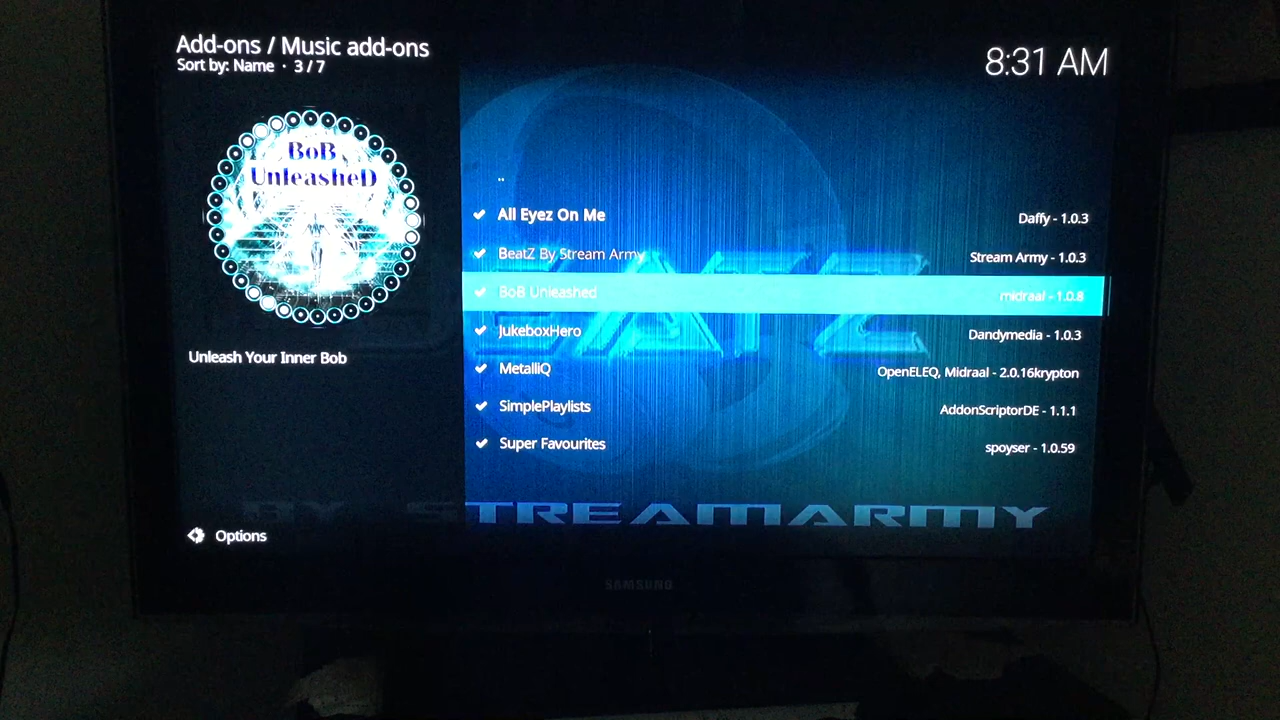 Add-ons / Music add-ons
Sort by: Name · 3 / 7
8:31 AM
BoB
UnleasheD
Unleash Your Inner Bob
..
All Eyez On Me Daffy - 1.0.3
BeatZ By Stream Army Stream Army - 1.0.3
BoB Unleashed midraal - 1.0.8
JukeboxHero Dandymedia - 1.0.3
MetalliQ OpenELEQ, Midraal - 2.0.16krypton
SimplePlaylists AddonScriptorDE - 1.1.1
Super Favourites spoyser - 1.0.59
EATZ
BY STREAMARMY
Options
SAMSUNG